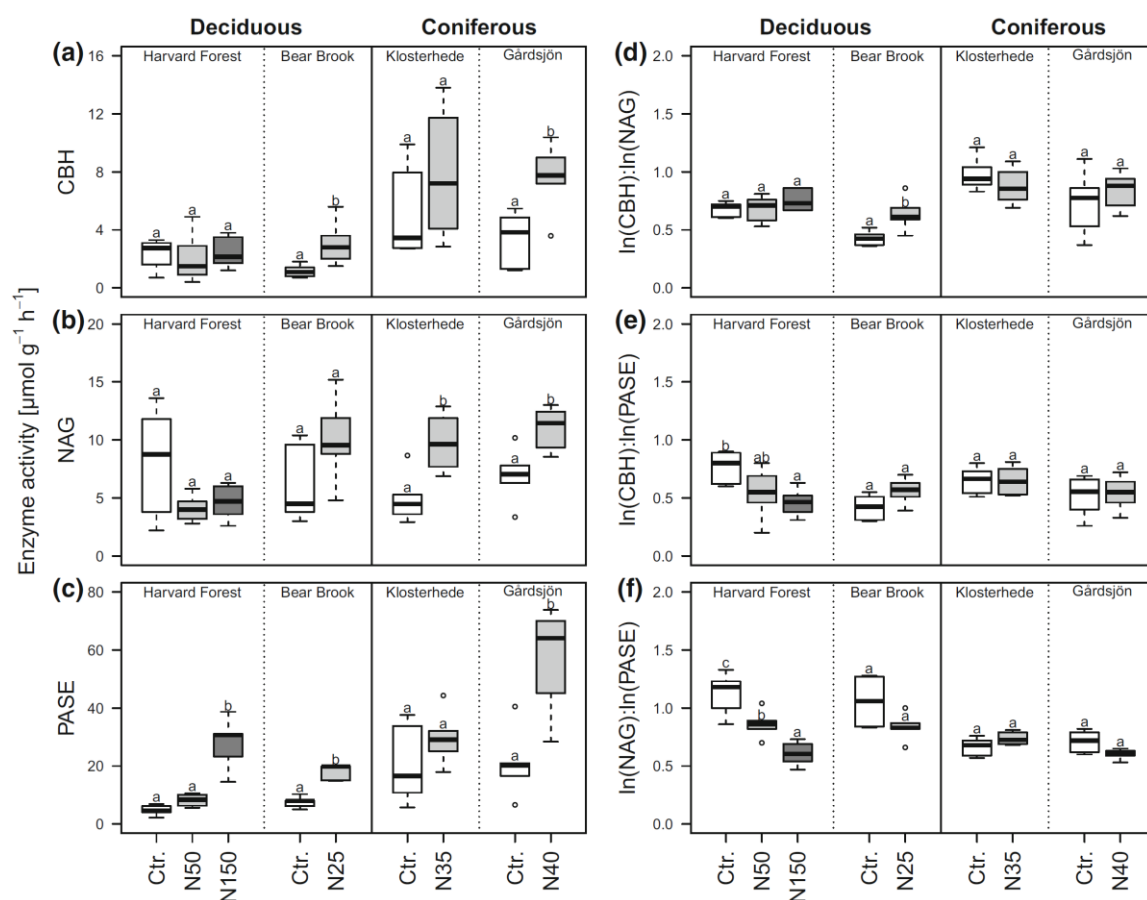 Deciduous Coniferous
(a)
Harvard Forest Bear Brook Klosterhede Gårdsjön
CBH
16
12
8
4
0
a a a a b a a a b
(b)
Harvard Forest Bear Brook Klosterhede Gårdsjön
NAG
20
15
10
5
0
a a a a a a b a b
(c)
Harvard Forest Bear Brook Klosterhede Gårdsjön
PASE
80
60
40
20
0
a a b a b a a a b
Enzyme activity [µmol g⁻¹ h⁻¹]
Ctr. N50 N150 Ctr. N25 Ctr. N35 Ctr. N40
Deciduous Coniferous
(d)
Harvard Forest Bear Brook Klosterhede Gårdsjön
ln(CBH):ln(NAG)
2.0
1.5
1.0
0.5
0.0
a a a a b a a a a
(e)
Harvard Forest Bear Brook Klosterhede Gårdsjön
ln(CBH):ln(PASE)
2.0
1.5
1.0
0.5
0.0
b ab a a a a a a a
(f)
Harvard Forest Bear Brook Klosterhede Gårdsjön
ln(NAG):ln(PASE)
2.0
1.5
1.0
0.5
0.0
c b a a a a a a a
Ctr. N50 N150 Ctr. N25 Ctr. N35 Ctr. N40